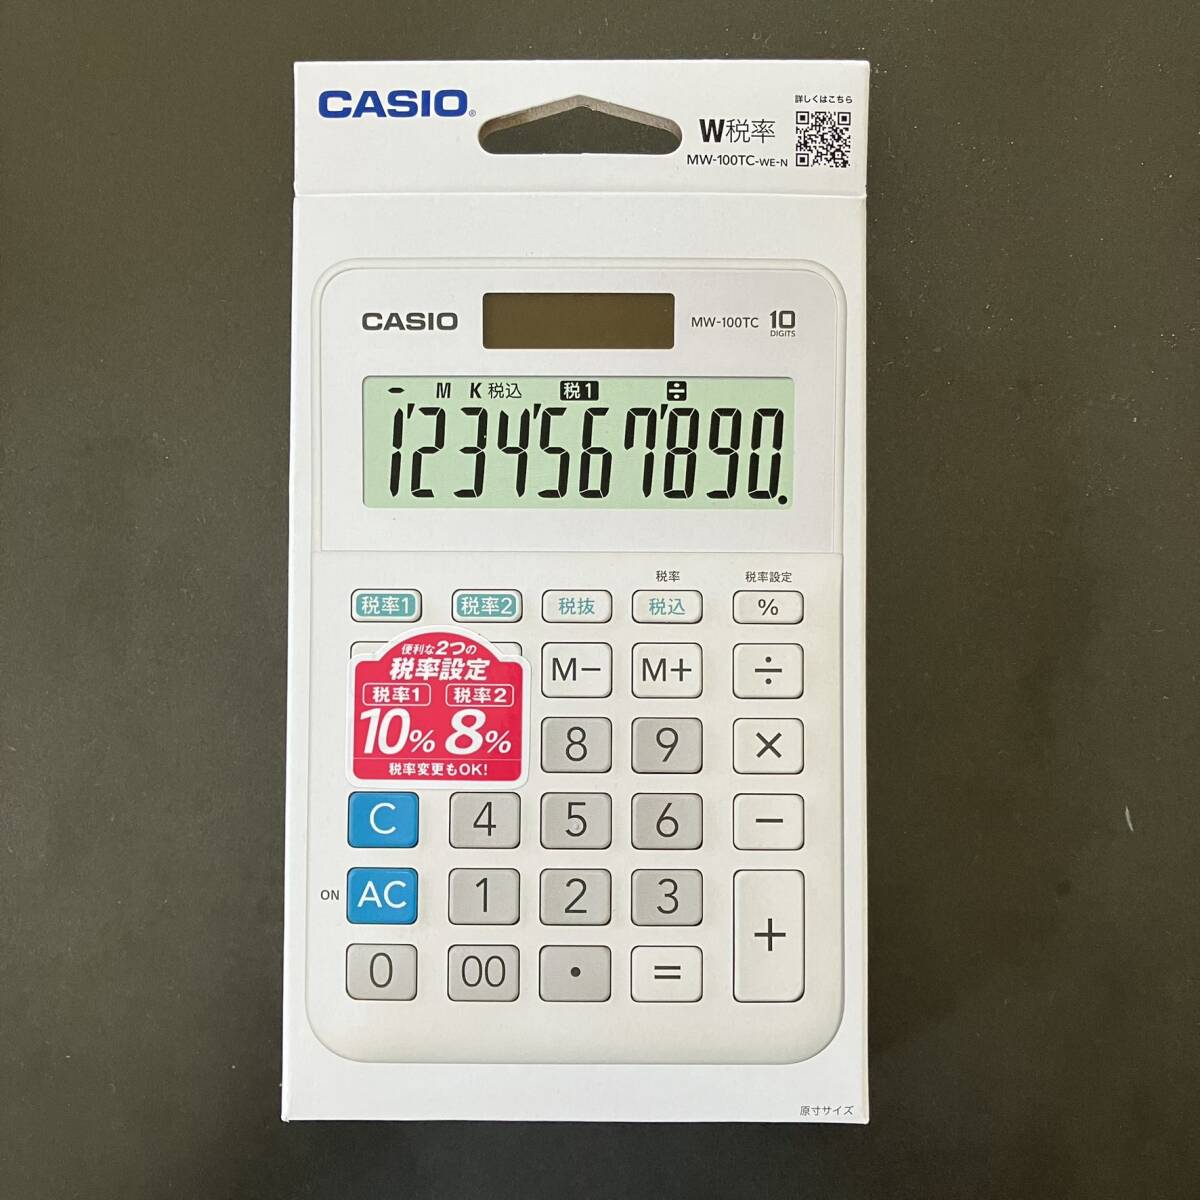 CASIO®
詳しくはこちら
W税率
MW-100TC-WE-N
CASIO
MW-100TC 10
DIGITS
M K 税込 税1 ÷
1'234'567'890.
税率 税率設定
税率1 税率2 税抜 税込 %
便利な2つの
税率設定
税率1 税率2
10% 8%
税率変更もOK!
M− M+ ÷
8 9 ×
C 4 5 6 −
ON AC 1 2 3 +
0 00 • =
原寸サイズ